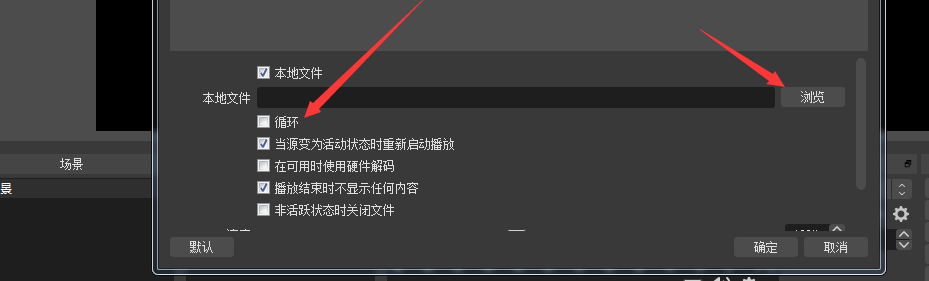 本地文件
本地文件 浏览
循环
场景 当源变为活动状态时重新启动播放
在可用时使用硬件解码
景 播放结束时不显示任何内容
非活跃状态时关闭文件
默认 确定 取消